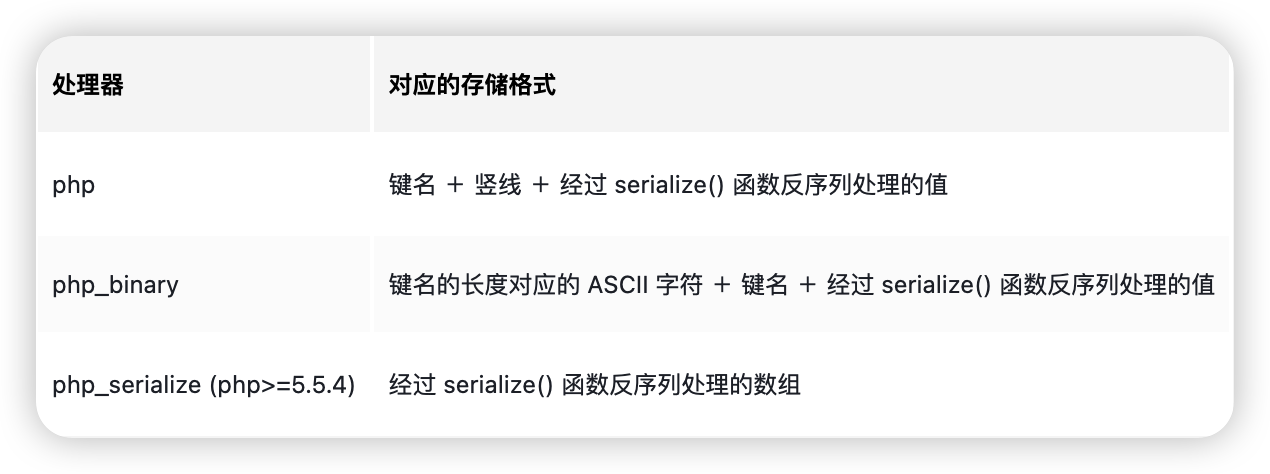 处理器 对应的存储格式
php 键名 ＋ 竖线 ＋ 经过 serialize() 函数反序列处理的值
php_binary 键名的长度对应的 ASCII 字符 ＋ 键名 ＋ 经过 serialize() 函数反序列处理的值
php_serialize (php>=5.5.4) 经过 serialize() 函数反序列处理的数组